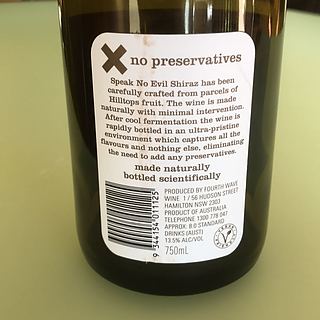 no preservatives
Speak No Evil Shiraz has been
carefully crafted from parcels of
Hilltops fruit. The wine is made
naturally with minimal intervention.
After cool fermentation the wine is
rapidly bottled in an ultra-pristine
environment which captures all the
flavours and nothing else, eliminating
the need to add any preservatives.
made naturally
bottled scientifically
PRODUCED BY FOURTH WAVE
WINE 1 / 56 HUDSON STREET
HAMILTON NSW 2303
PRODUCT OF AUSTRALIA
TELEPHONE 1300 778 047
APPROX. 8.0 STANDARD
DRINKS (AUST)
13.5% ALC/VOL
750mL
9 344154 011125